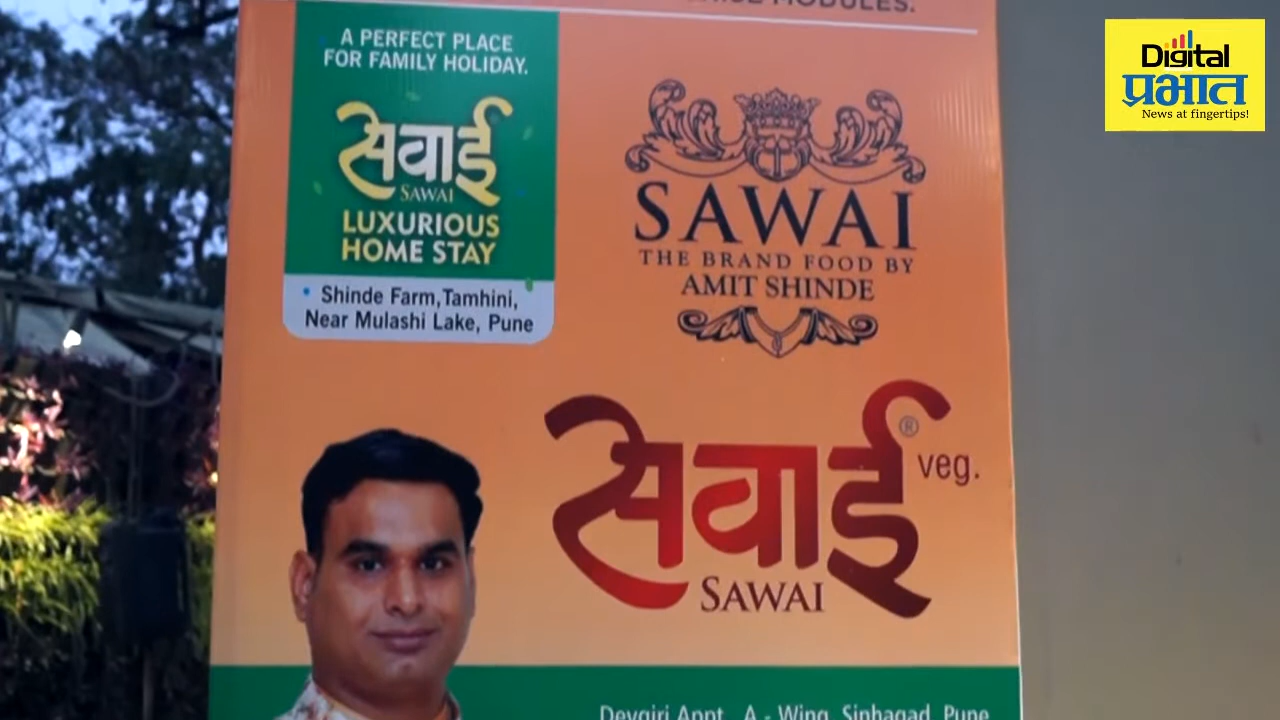 MODULES.
A PERFECT PLACE
FOR FAMILY HOLIDAY.
सवाई
SAWAI
LUXURIOUS
HOME STAY
• Shinde Farm, Tamhini,
Near Mulashi Lake, Pune
SAWAI
THE BRAND FOOD BY
AMIT SHINDE
सवाई® veg.
SAWAI
Devgiri Appt., A - Wing, Sinhagad, Pune
Digital
प्रभात
News at fingertips!